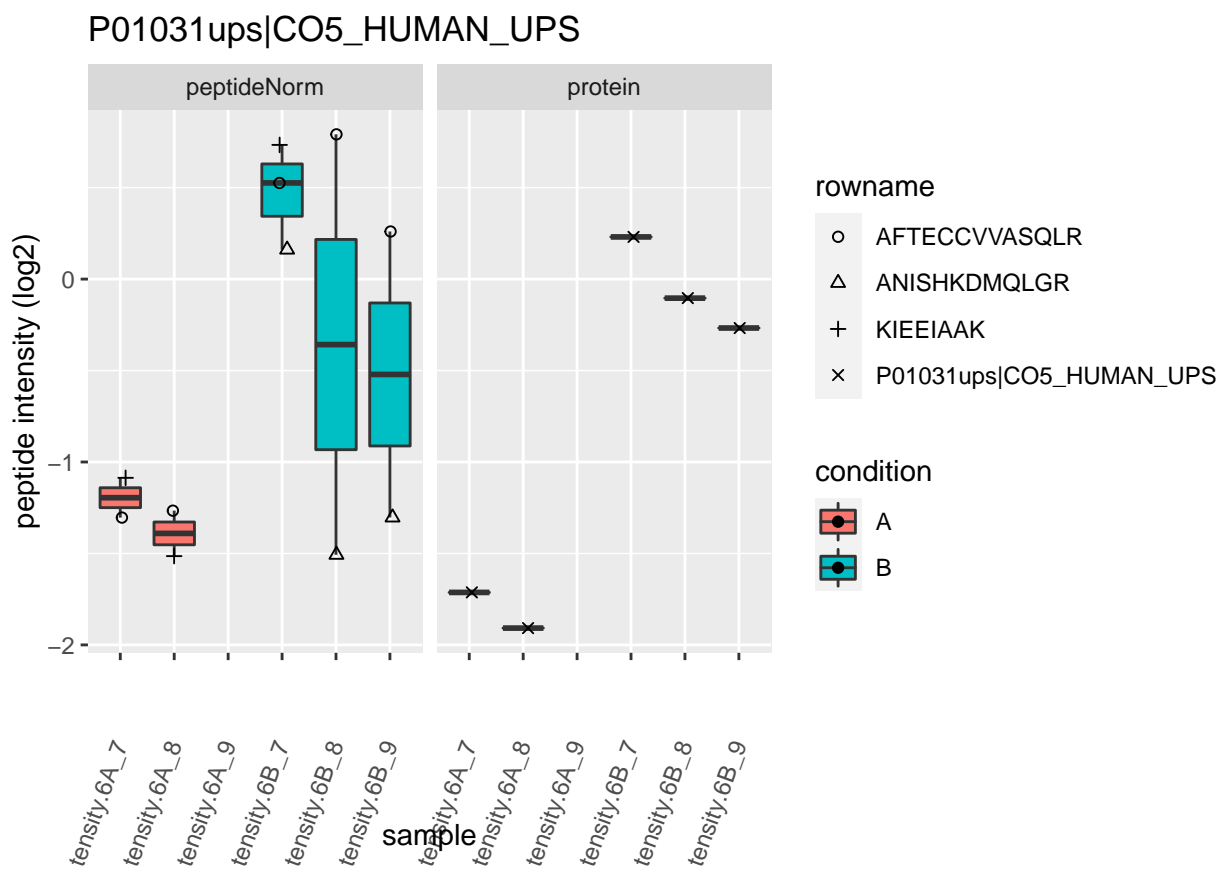 P01031ups|CO5_HUMAN_UPS
peptideNorm
protein
peptide intensity (log2)
0
−1
−2
tensity.6A_7
tensity.6A_8
tensity.6A_9
tensity.6B_7
tensity.6B_8
tensity.6B_9
tensity.6A_7
tensity.6A_8
tensity.6A_9
tensity.6B_7
tensity.6B_8
tensity.6B_9
sample
rowname
AFTECCVVASQLR
ANISHKDMQLGR
KIEEIAAK
P01031ups|CO5_HUMAN_UPS
condition
A
B